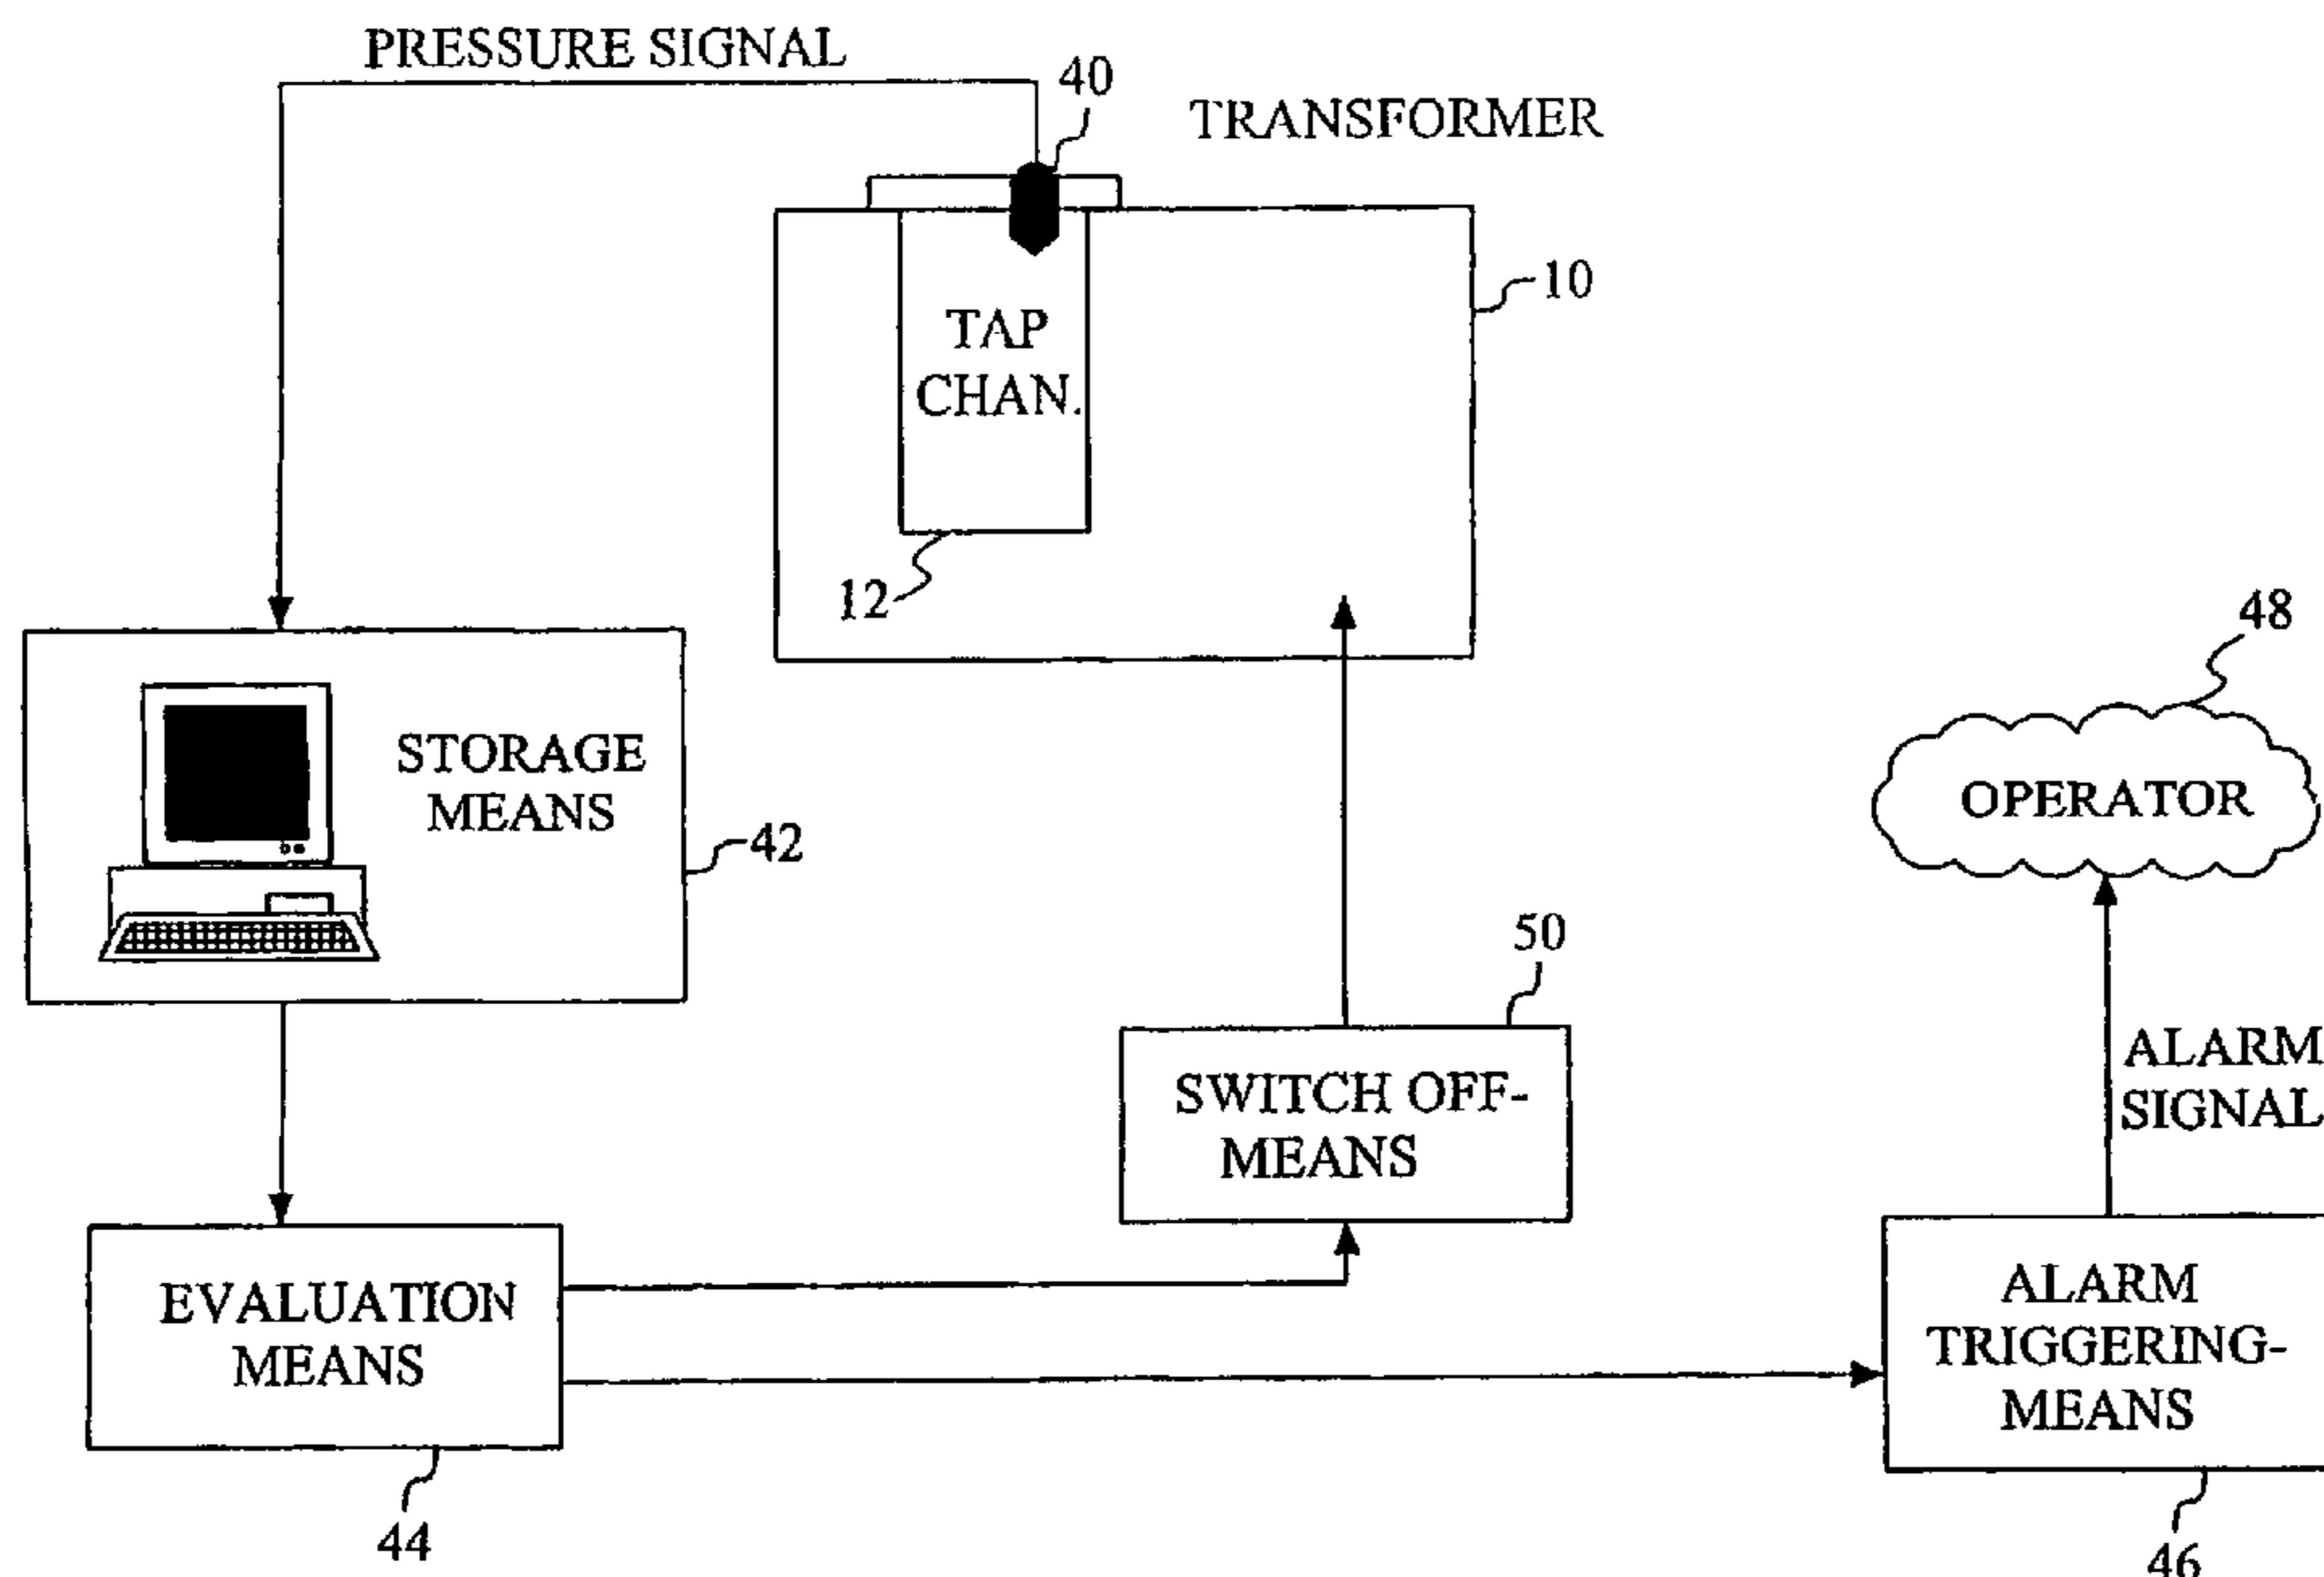 PRESSURE SIGNAL
40
TRANSFORMER
10
TAP
CHAN.
12
STORAGE
MEANS
42
48
OPERATOR
50
SWITCH OFF-
MEANS
ALARM
SIGNAL
EVALUATION
MEANS
44
ALARM
TRIGGERING-
MEANS
46